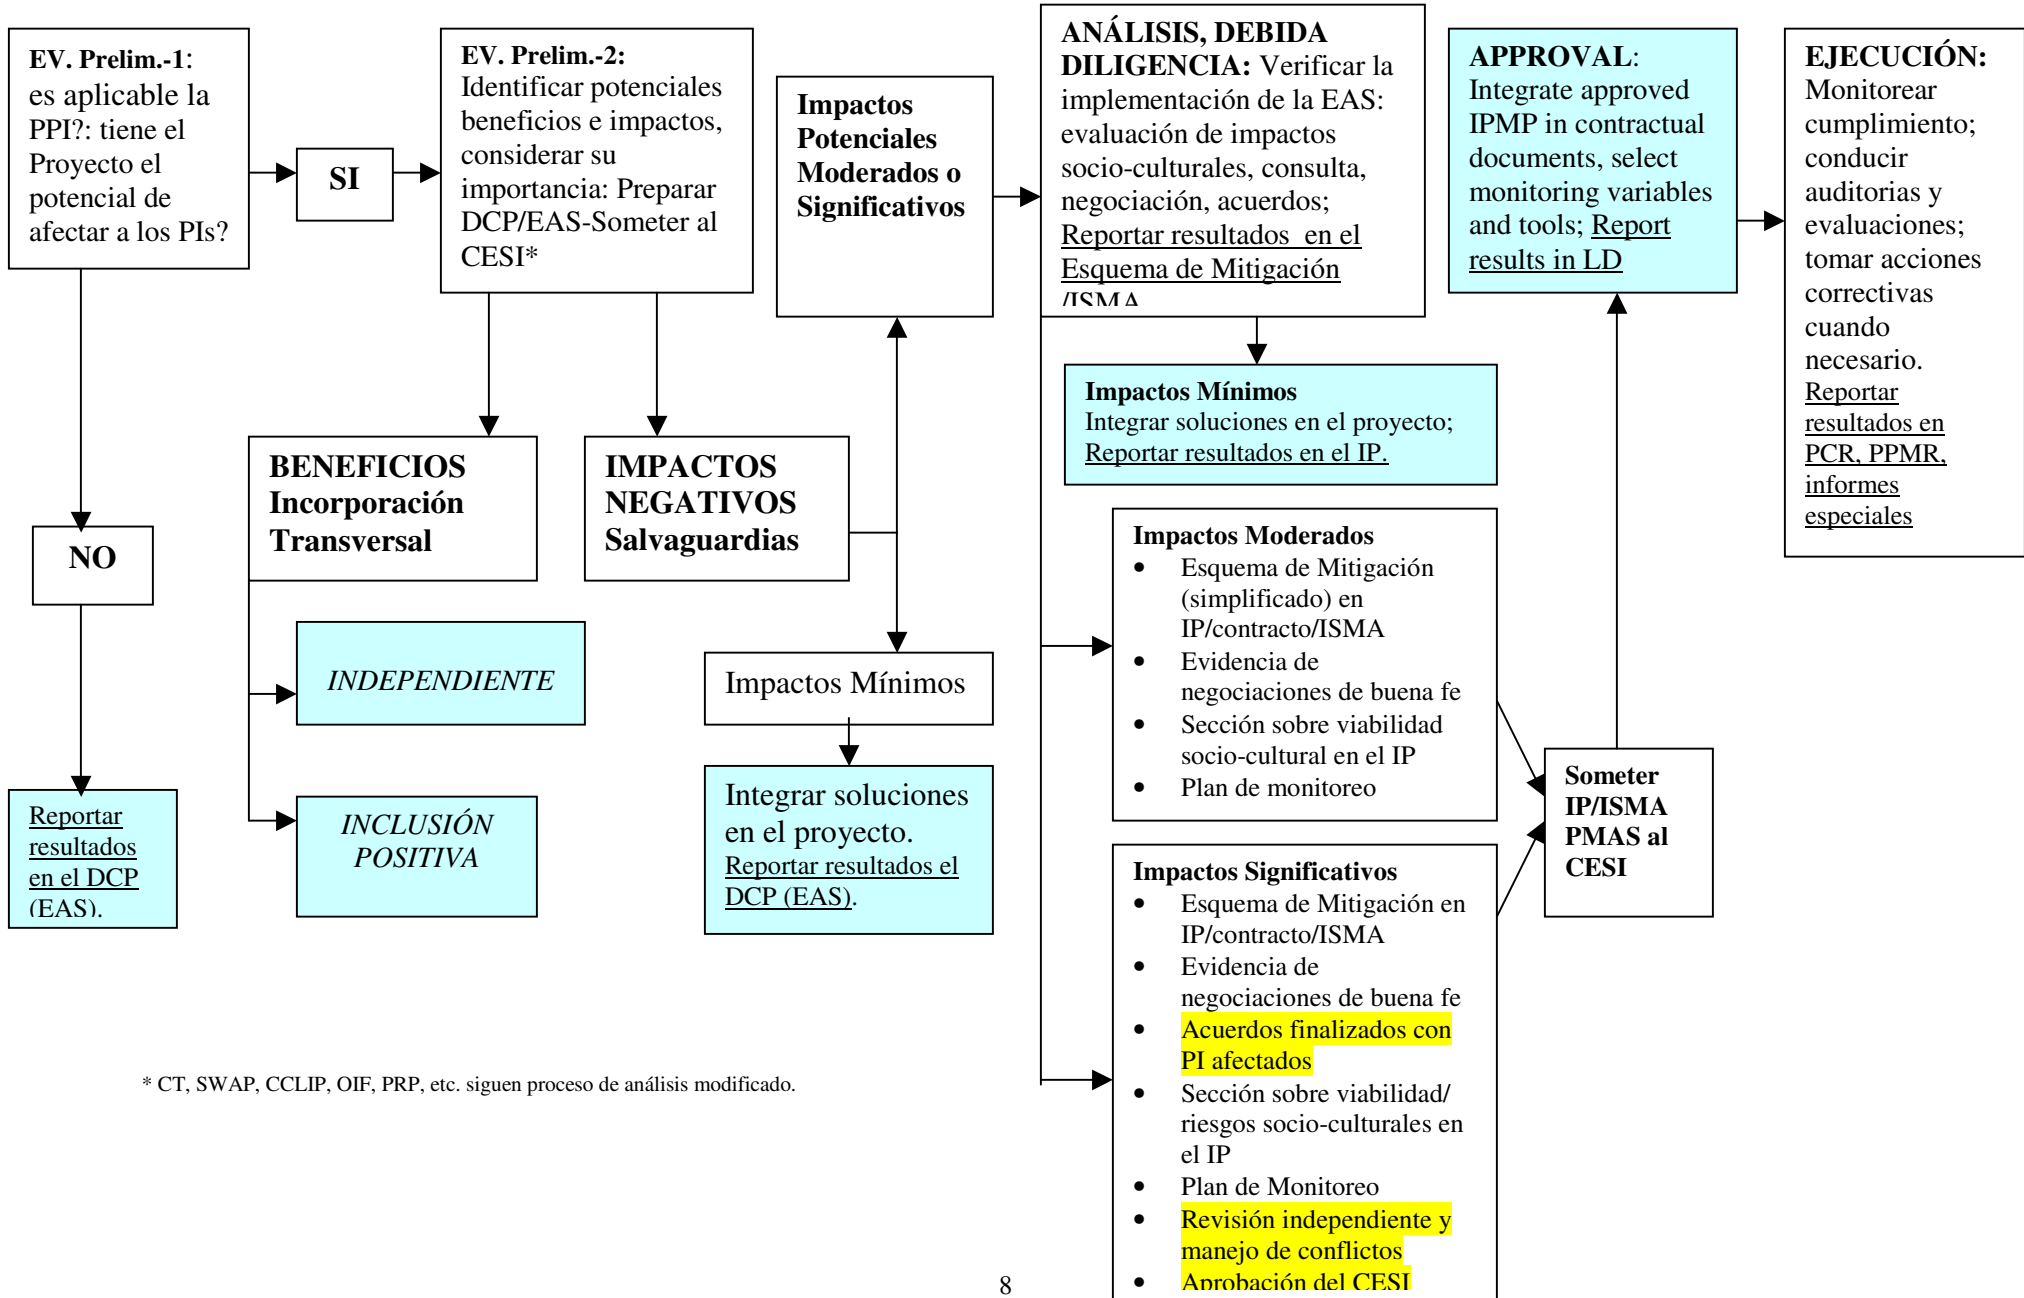 EV. Prelim.-1:
es aplicable la
PPI?: tiene el
Proyecto el
potencial de
afectar a los PIs?
SI
NO
Reportar
resultados
en el DCP
(EAS).
EV. Prelim.-2:
Identificar potenciales
beneficios e impactos,
considerar su
importancia: Preparar
DCP/EAS-Someter al
CESI*
BENEFICIOS
Incorporación
Transversal
INDEPENDIENTE
INCLUSIÓN
POSITIVA
IMPACTOS
NEGATIVOS
Salvaguardias
Impactos
Potenciales
Moderados o
Significativos
Impactos Mínimos
Integrar soluciones
en el proyecto.
Reportar resultados el
DCP (EAS).
ANÁLISIS, DEBIDA
DILIGENCIA: Verificar la
implementación de la EAS:
evaluación de impactos
socio-culturales, consulta,
negociación, acuerdos;
Reportar resultados en el
Esquema de Mitigación
/ISMA
Impactos Mínimos
Integrar soluciones en el proyecto;
Reportar resultados en el IP.
Impactos Moderados
• Esquema de Mitigación
(simplificado) en
IP/contracto/ISMA
• Evidencia de
negociaciones de buena fe
• Sección sobre viabilidad
socio-cultural en el IP
• Plan de monitoreo
Impactos Significativos
• Esquema de Mitigación en
IP/contracto/ISMA
• Evidencia de
negociaciones de buena fe
• Acuerdos finalizados con
PI afectados
• Sección sobre viabilidad/
riesgos socio-culturales en
el IP
• Plan de Monitoreo
• Revisión independiente y
manejo de conflictos
• Aprobación del CESI
Someter
IP/ISMA
PMAS al
CESI
APPROVAL:
Integrate approved
IPMP in contractual
documents, select
monitoring variables
and tools; Report
results in LD
EJECUCIÓN:
Monitorear
cumplimiento;
conducir
auditorias y
evaluaciones;
tomar acciones
correctivas
cuando
necesario.
Reportar
resultados en
PCR, PPMR,
informes
especiales
* CT, SWAP, CCLIP, OIF, PRP, etc. siguen proceso de análisis modificado.
8